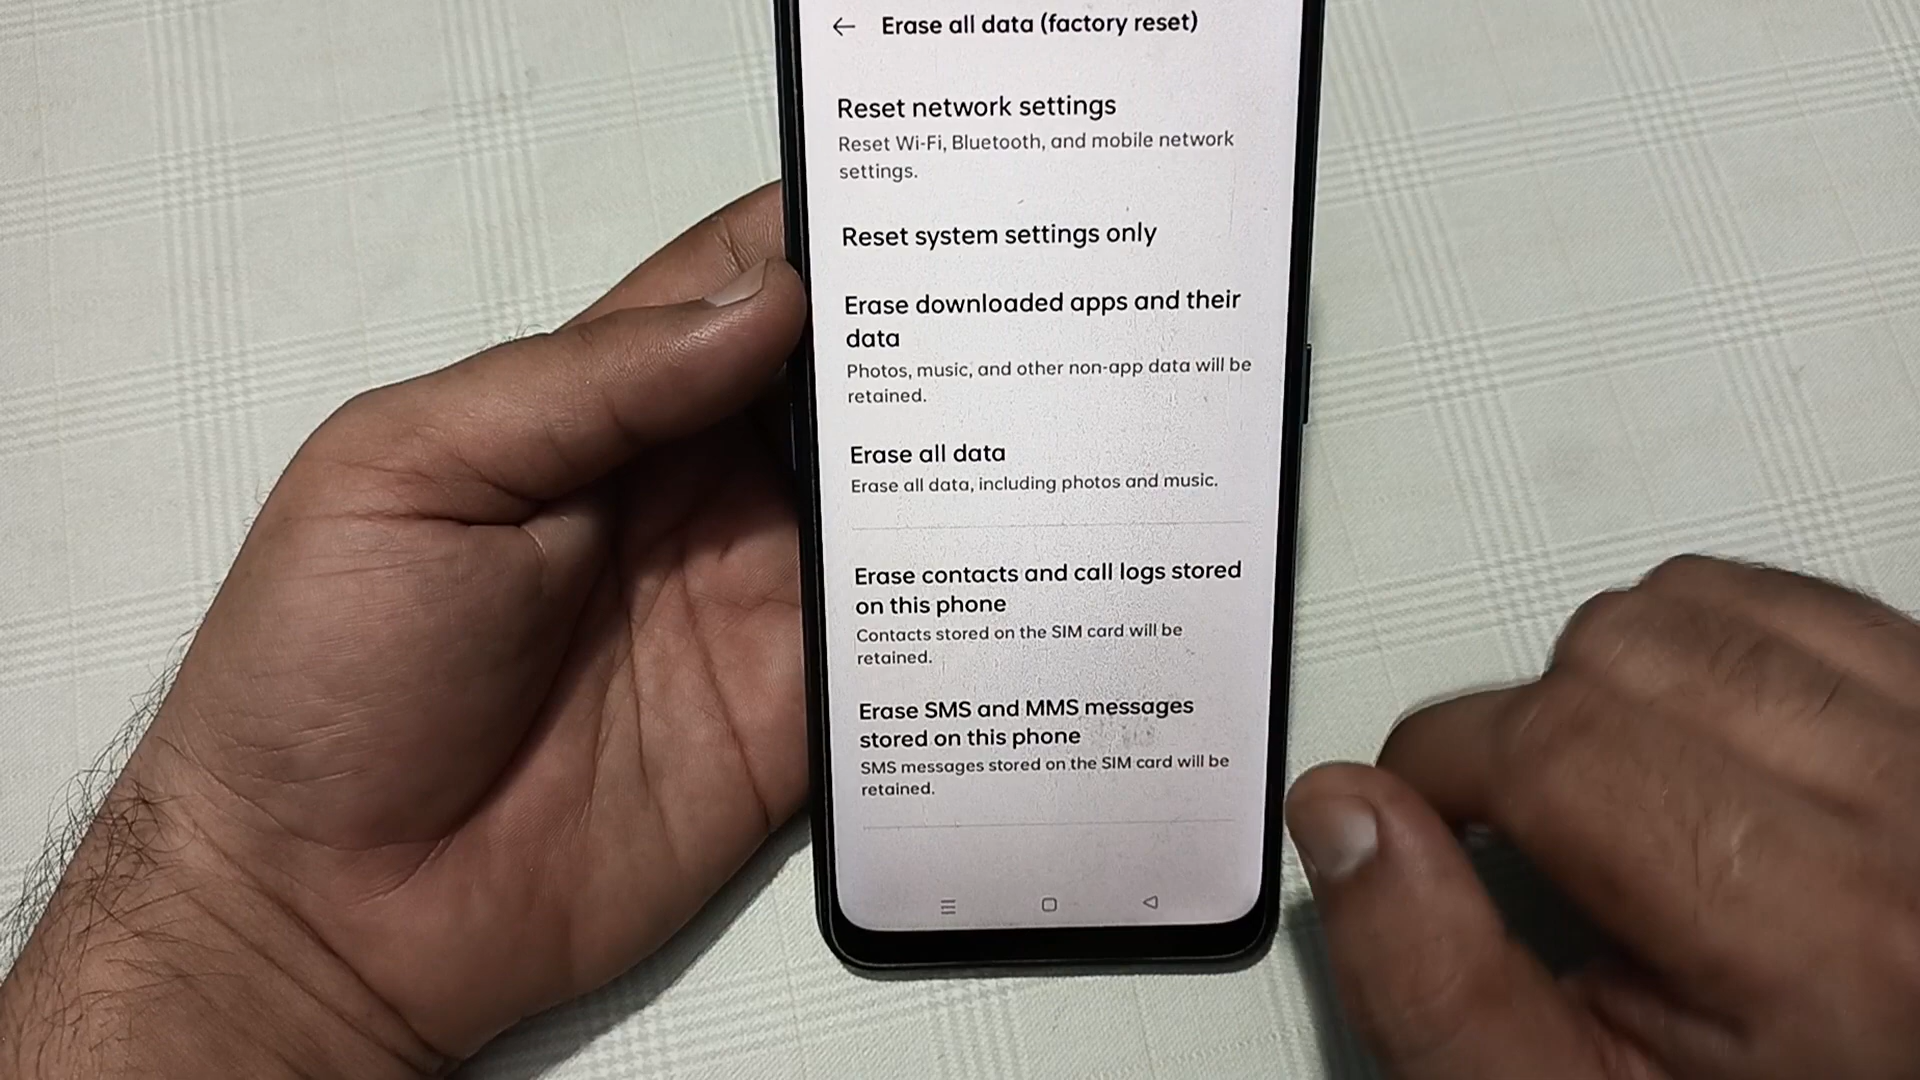 Erase all data (factory reset)
Reset network settings
Reset Wi-Fi, Bluetooth, and mobile network
settings.
Reset system settings only
Erase downloaded apps and their
data
Photos, music, and other non-app data will be
retained.
Erase all data
Erase all data, including photos and music.
Erase contacts and call logs stored
on this phone
Contacts stored on the SIM card will be
retained.
Erase SMS and MMS messages
stored on this phone
SMS messages stored on the SIM card will be
retained.